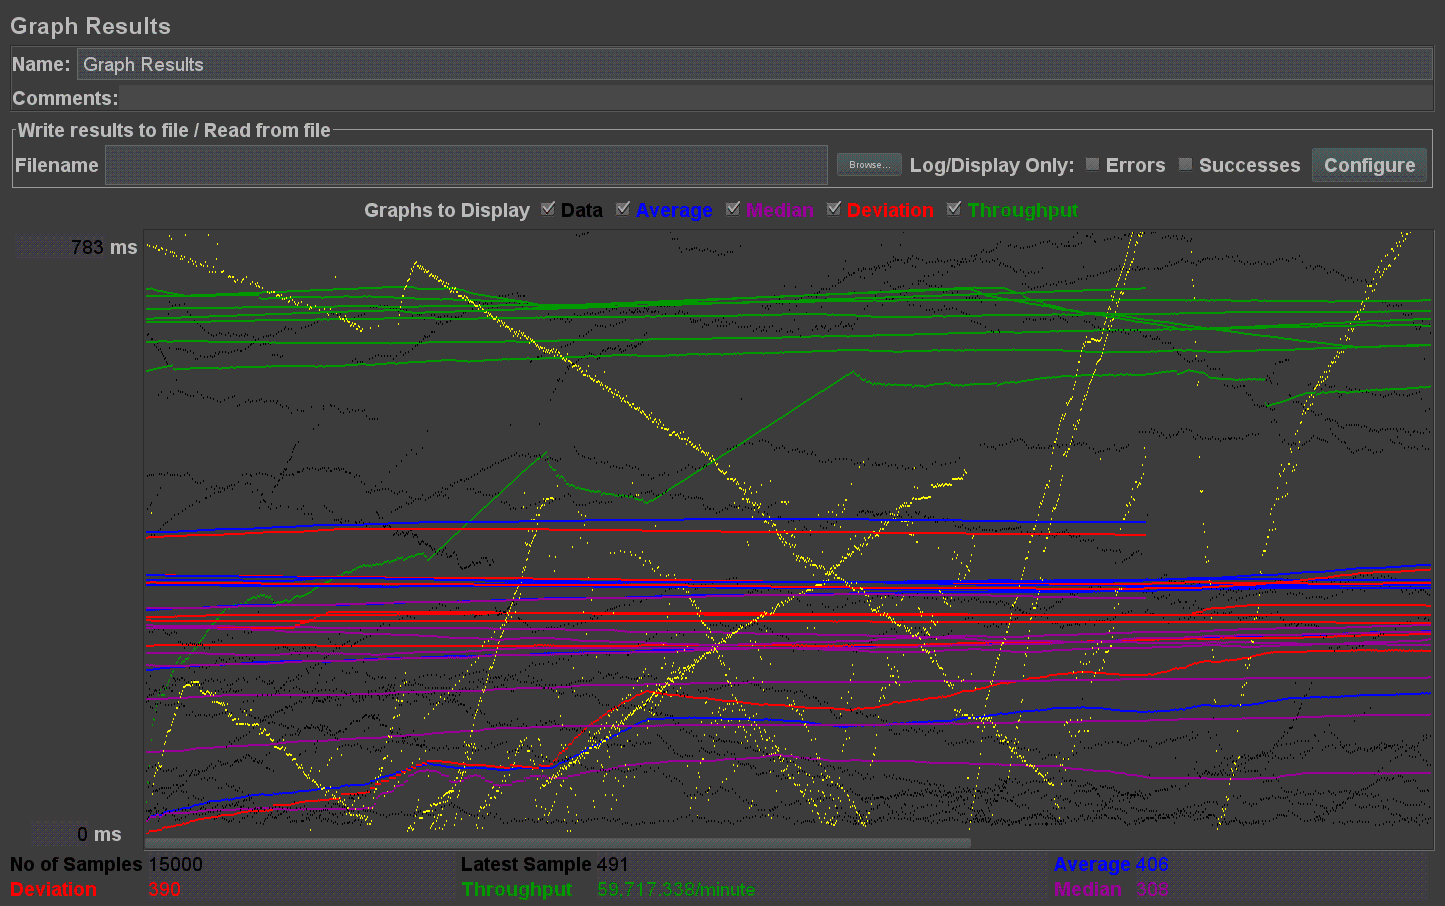 Graph Results
Name: Graph Results
Comments:
Write results to file / Read from file
Filename Browse... Log/Display Only: Errors Successes Configure
Graphs to Display Data Average Median Deviation Throughput
783 ms
0 ms
No of Samples 15000 Latest Sample 491 Average 406
Deviation 390 Throughput 58,717.338/minute Median